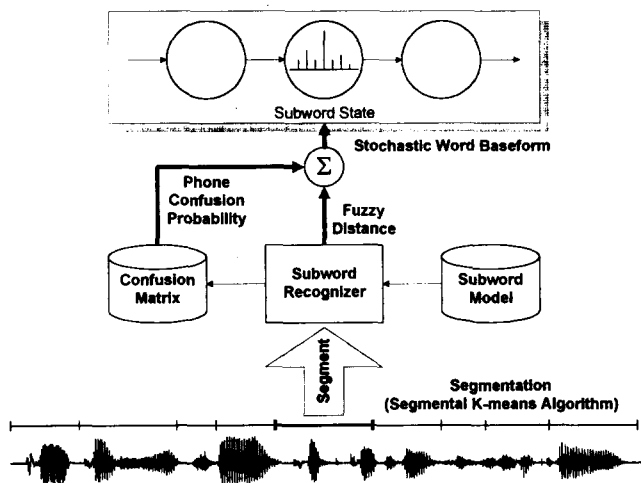 Subword State
Stochastic Word Baseform
Σ
Phone
Confusion
Probability
Fuzzy
Distance
Confusion
Matrix
Subword
Recognizer
Subword
Model
Segment
Segmentation
(Segmental K-means Algorithm)